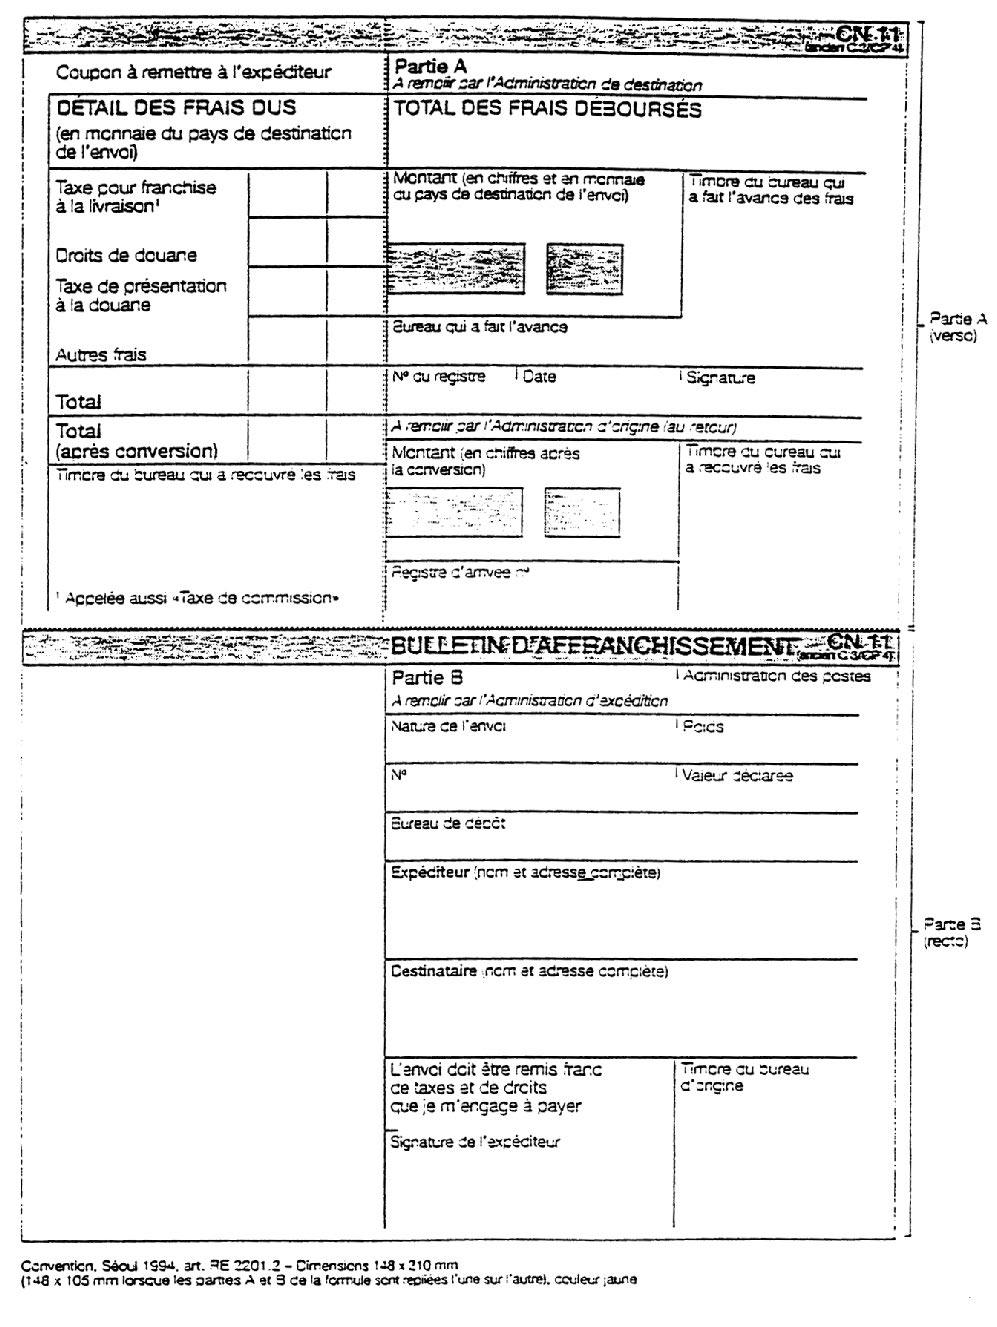 CN 11
(ancien C 3/CP 4)
Coupon à remettre à l'expéditeur
Partie A
A remplir par l'Administration de destination
DÉTAIL DES FRAIS DUS
(en monnaie du pays de destination
de l'envoi)
TOTAL DES FRAIS DÉBOURSÉS
Taxe pour franchise
à la livraison¹
Droits de douane
Taxe de présentation
à la douane
Autres frais
Total
Total
(après conversion)
Timbre du bureau qui a recouvré les frais
¹ Appelée aussi «Taxe de commission»
Montant (en chiffres et en monnaie
du pays de destination de l'envoi)
Timbre du bureau qui
a fait l'avance des frais
Bureau qui a fait l'avance
Nº du registre
Date
Signature
A remplir par l'Administration d'origine (au retour)
Montant (en chiffres après
la conversion)
Timbre du bureau qui
a recouvré les frais
Registre d'arrivée nº
Partie A
(verso)
BULLETIN D'AFFRANCHISSEMENT
CN 11
(ancien C 3/CP 4)
Partie B
Administration des postes
A remplir par l'Administration d'expédition
Nature de l'envoi
Poids
Nº
Valeur déclarée
Bureau de dépôt
Expéditeur (nom et adresse complète)
Destinataire (nom et adresse complète)
L'envoi doit être remis franc
de taxes et de droits
que je m'engage à payer
Timbre du bureau
d'origine
Signature de l'expéditeur
Partie B
(recto)
Convention, Séoul 1994, art. RE 2201.2 – Dimensions 148 x 210 mm
(148 x 105 mm lorsque les parties A et B de la formule sont repliées l'une sur l'autre), couleur jaune